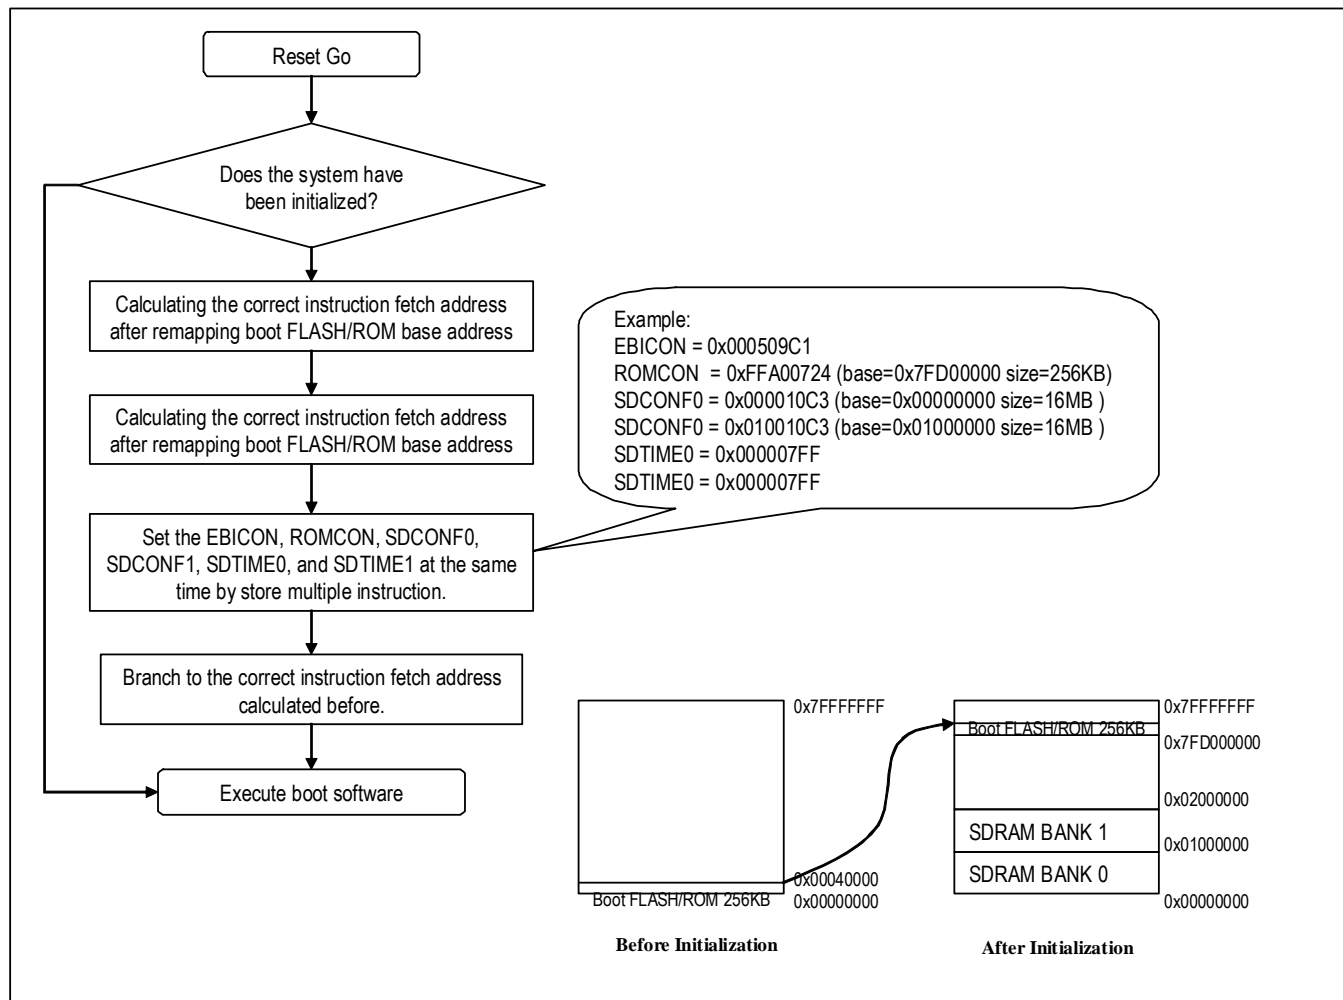 Reset Go
Does the system have
been initialized?
Calculating the correct instruction fetch address
after remapping boot FLASH/ROM base address
Calculating the correct instruction fetch address
after remapping boot FLASH/ROM base address
Set the EBICON, ROMCON, SDCONF0,
SDCONF1, SDTIME0, and SDTIME1 at the same
time by store multiple instruction.
Branch to the correct instruction fetch address
calculated before.
Execute boot software
Example:
EBICON = 0x000509C1
ROMCON = 0xFFA00724 (base=0x7FD00000 size=256KB)
SDCONF0 = 0x000010C3 (base=0x00000000 size=16MB )
SDCONF0 = 0x010010C3 (base=0x01000000 size=16MB )
SDTIME0 = 0x000007FF
SDTIME0 = 0x000007FF
0x7FFFFFFF
0x00040000
Boot FLASH/ROM 256KB
0x00000000
Before Initialization
0x7FFFFFFF
Boot FLASH/ROM 256KB
0x7FD000000
0x02000000
SDRAM BANK 1
0x01000000
SDRAM BANK 0
0x00000000
After Initialization